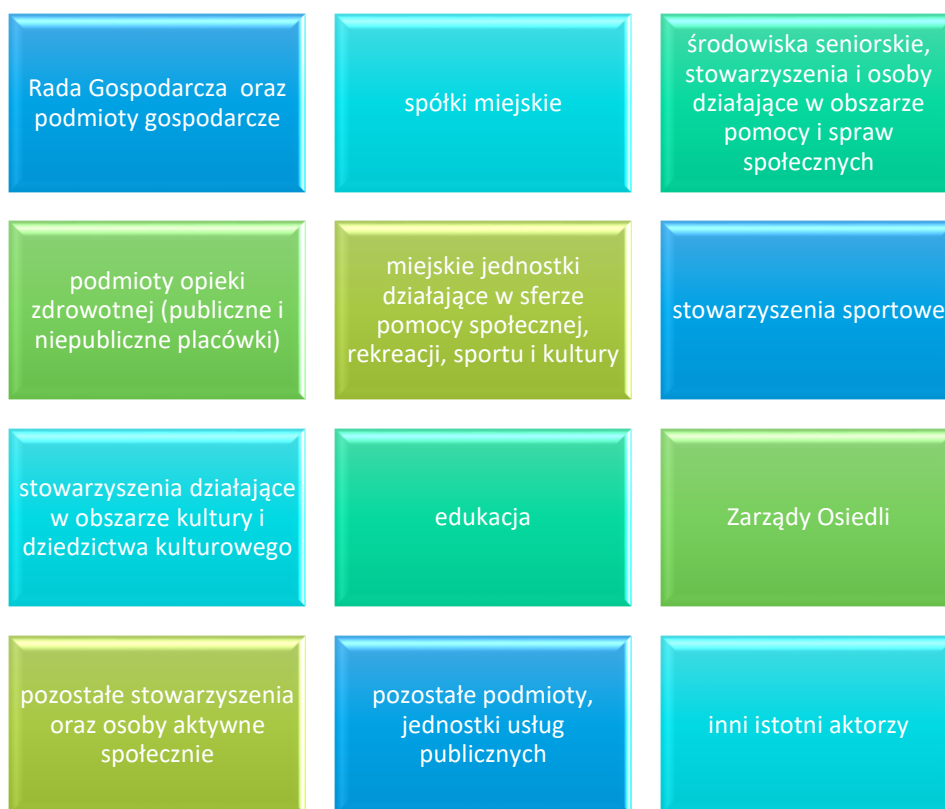 Rada Gospodarcza  oraz
podmioty gospodarcze
spółki miejskie
środowiska seniorskie,
stowarzyszenia i osoby
działające w obszarze
pomocy i spraw
społecznych
podmioty opieki
zdrowotnej (publiczne i
niepubliczne placówki)
miejskie jednostki
działające w sferze
pomocy społecznej,
rekreacji, sportu i kultury
stowarzyszenia sportowe
stowarzyszenia działające
w obszarze kultury i
dziedzictwa kulturowego
edukacja
Zarządy Osiedli
pozostałe stowarzyszenia
oraz osoby aktywne
społecznie
pozostałe podmioty,
jednostki usług
publicznych
inni istotni aktorzy